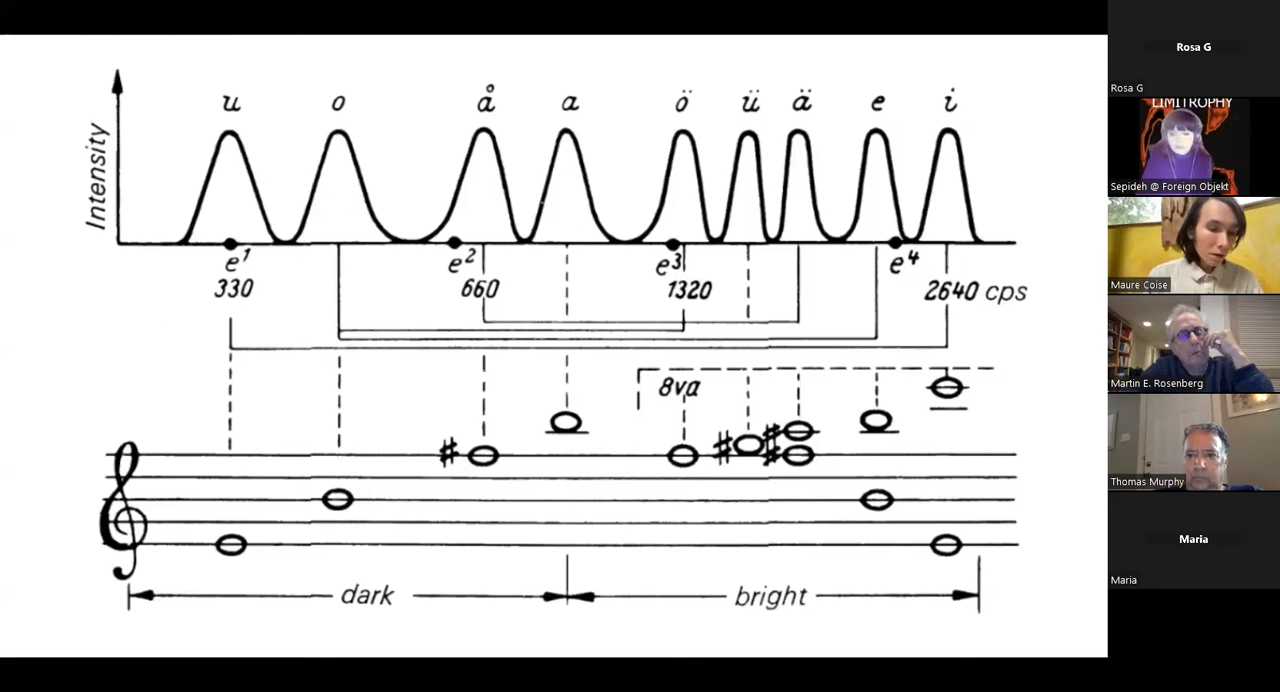 u o å a ö ü ä e i
Intensity
e¹ e² e³ e⁴
330 660 1320 2640 cps
8va
# # # #
dark bright
Rosa G
Rosa G
LIMITROPHY
Sepideh @ Foreign Objekt
Maure Coise
Martin E. Rosenberg
Thomas Murphy
Maria
Maria